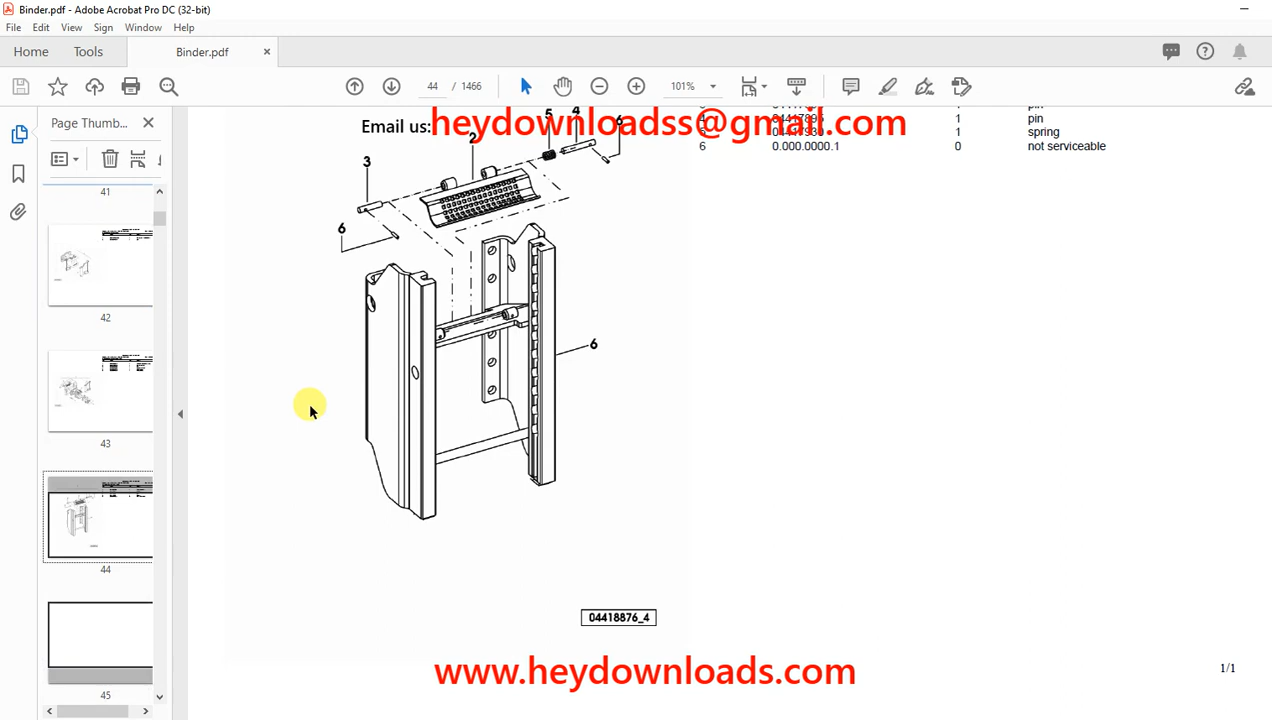 Binder.pdf - Adobe Acrobat Pro DC (32-bit)
File Edit View Sign Window Help
Home Tools Binder.pdf ×
44 / 1466 101%
Page Thumb...
41
42
43
44
45
Email us: heydownloadss@gmail.com
1 pin
4 04417895 1 pin
1 spring
6 0.000.0000.1 0 not serviceable
2
3
4
5
6
6
6
04418876_4
www.heydownloads.com
1/1